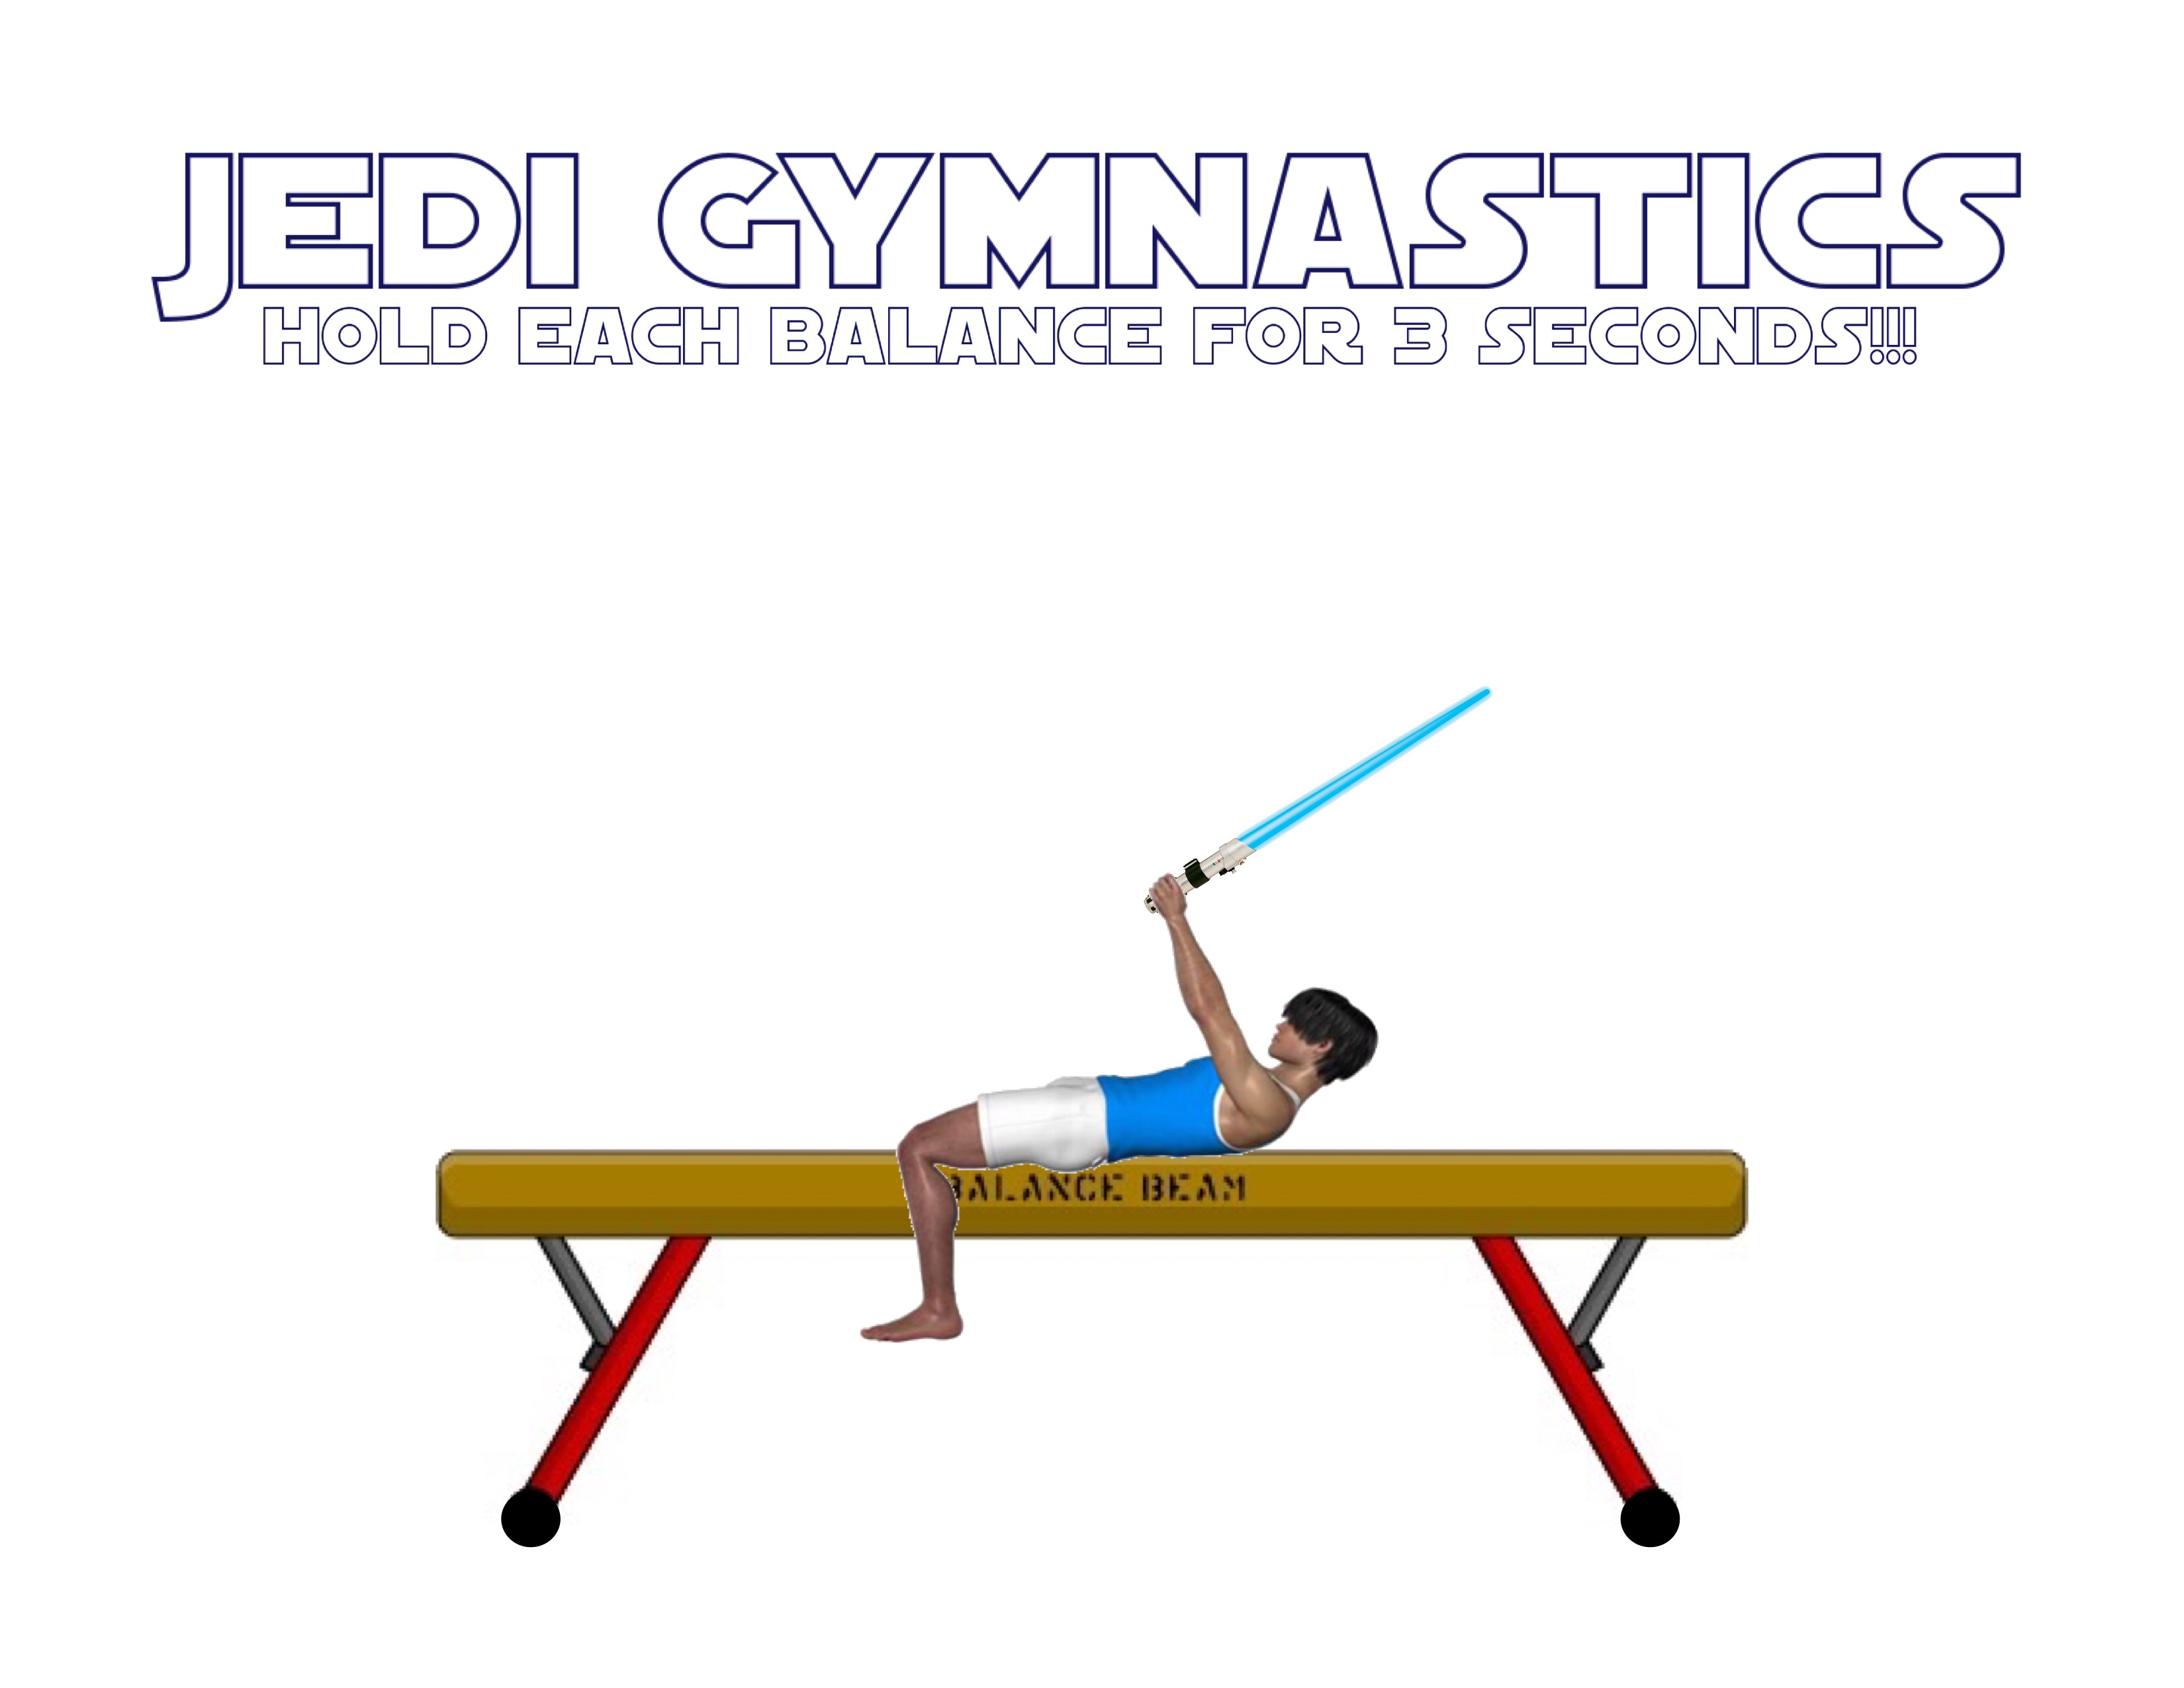 JEDI GYMNASTICS
HOLD EACH BALANCE FOR 3 SECONDS!!!
BALANCE BEAM